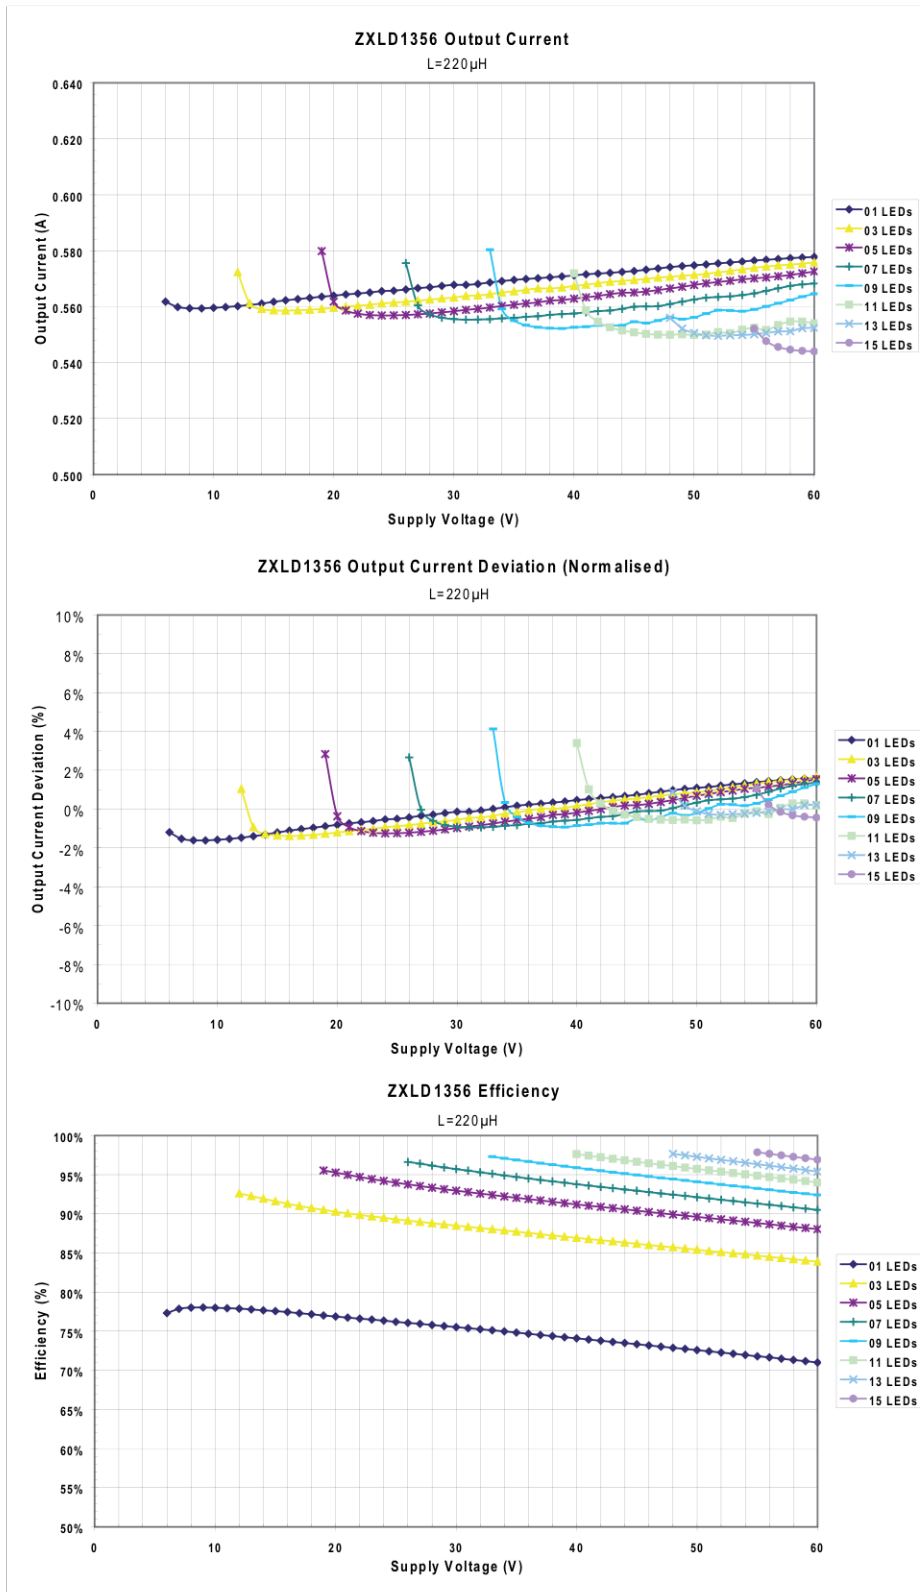 ZXLD1356 Output Current
L=220µH
0.640
0.620
0.600
0.580
0.560
0.540
0.520
0.500
Output Current (A)
0 10 20 30 40 50 60
Supply Voltage (V)
01 LEDs
03 LEDs
05 LEDs
07 LEDs
09 LEDs
11 LEDs
13 LEDs
15 LEDs
ZXLD1356 Output Current Deviation (Normalised)
L=220µH
10%
8%
6%
4%
2%
0%
-2%
-4%
-6%
-8%
-10%
Output Current Deviation (%)
0 10 20 30 40 50 60
Supply Voltage (V)
01 LEDs
03 LEDs
05 LEDs
07 LEDs
09 LEDs
11 LEDs
13 LEDs
15 LEDs
ZXLD1356 Efficiency
L=220µH
100%
95%
90%
85%
80%
75%
70%
65%
60%
55%
50%
Efficiency (%)
0 10 20 30 40 50 60
Supply Voltage (V)
01 LEDs
03 LEDs
05 LEDs
07 LEDs
09 LEDs
11 LEDs
13 LEDs
15 LEDs